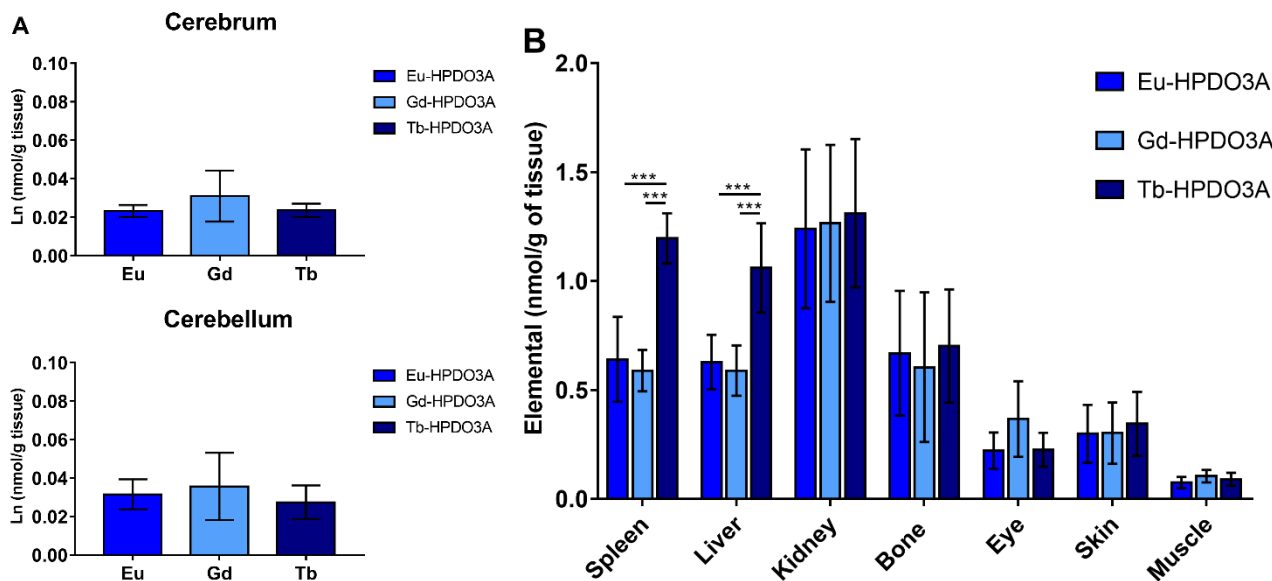 A
Cerebrum
Ln (nmol/g tissue)
0.10
0.08
0.06
0.04
0.02
0.00
Eu
Gd
Tb
Eu-HPDO3A
Gd-HPDO3A
Tb-HPDO3A
Cerebellum
Ln (nmol/g tissue)
0.10
0.08
0.06
0.04
0.02
0.00
Eu
Gd
Tb
Eu-HPDO3A
Gd-HPDO3A
Tb-HPDO3A
B
Elemental (nmol/g of tissue)
2.0
1.5
1.0
0.5
0.0
***
***
***
***
Spleen
Liver
Kidney
Bone
Eye
Skin
Muscle
Eu-HPDO3A
Gd-HPDO3A
Tb-HPDO3A